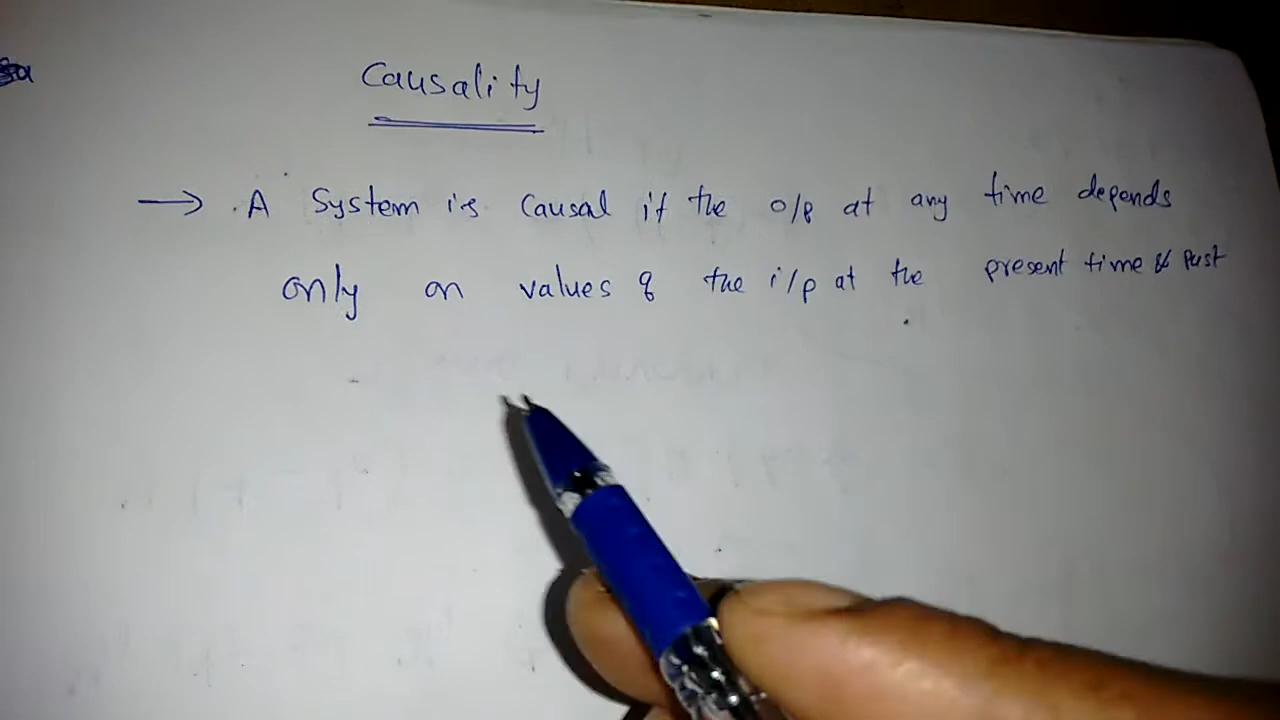 Causality
→ A System is Causal if the o/p at any time depends
only on values of the i/p at the present time & Past